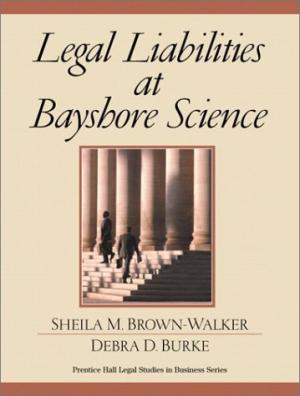 Legal Liabilities
at
Bayshore Science
SHEILA M. BROWN-WALKER
DEBRA D. BURKE
Prentice Hall Legal Studies in Business Series